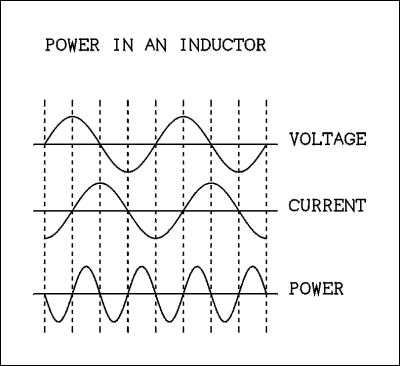 POWER IN AN INDUCTOR
VOLTAGE
CURRENT
POWER